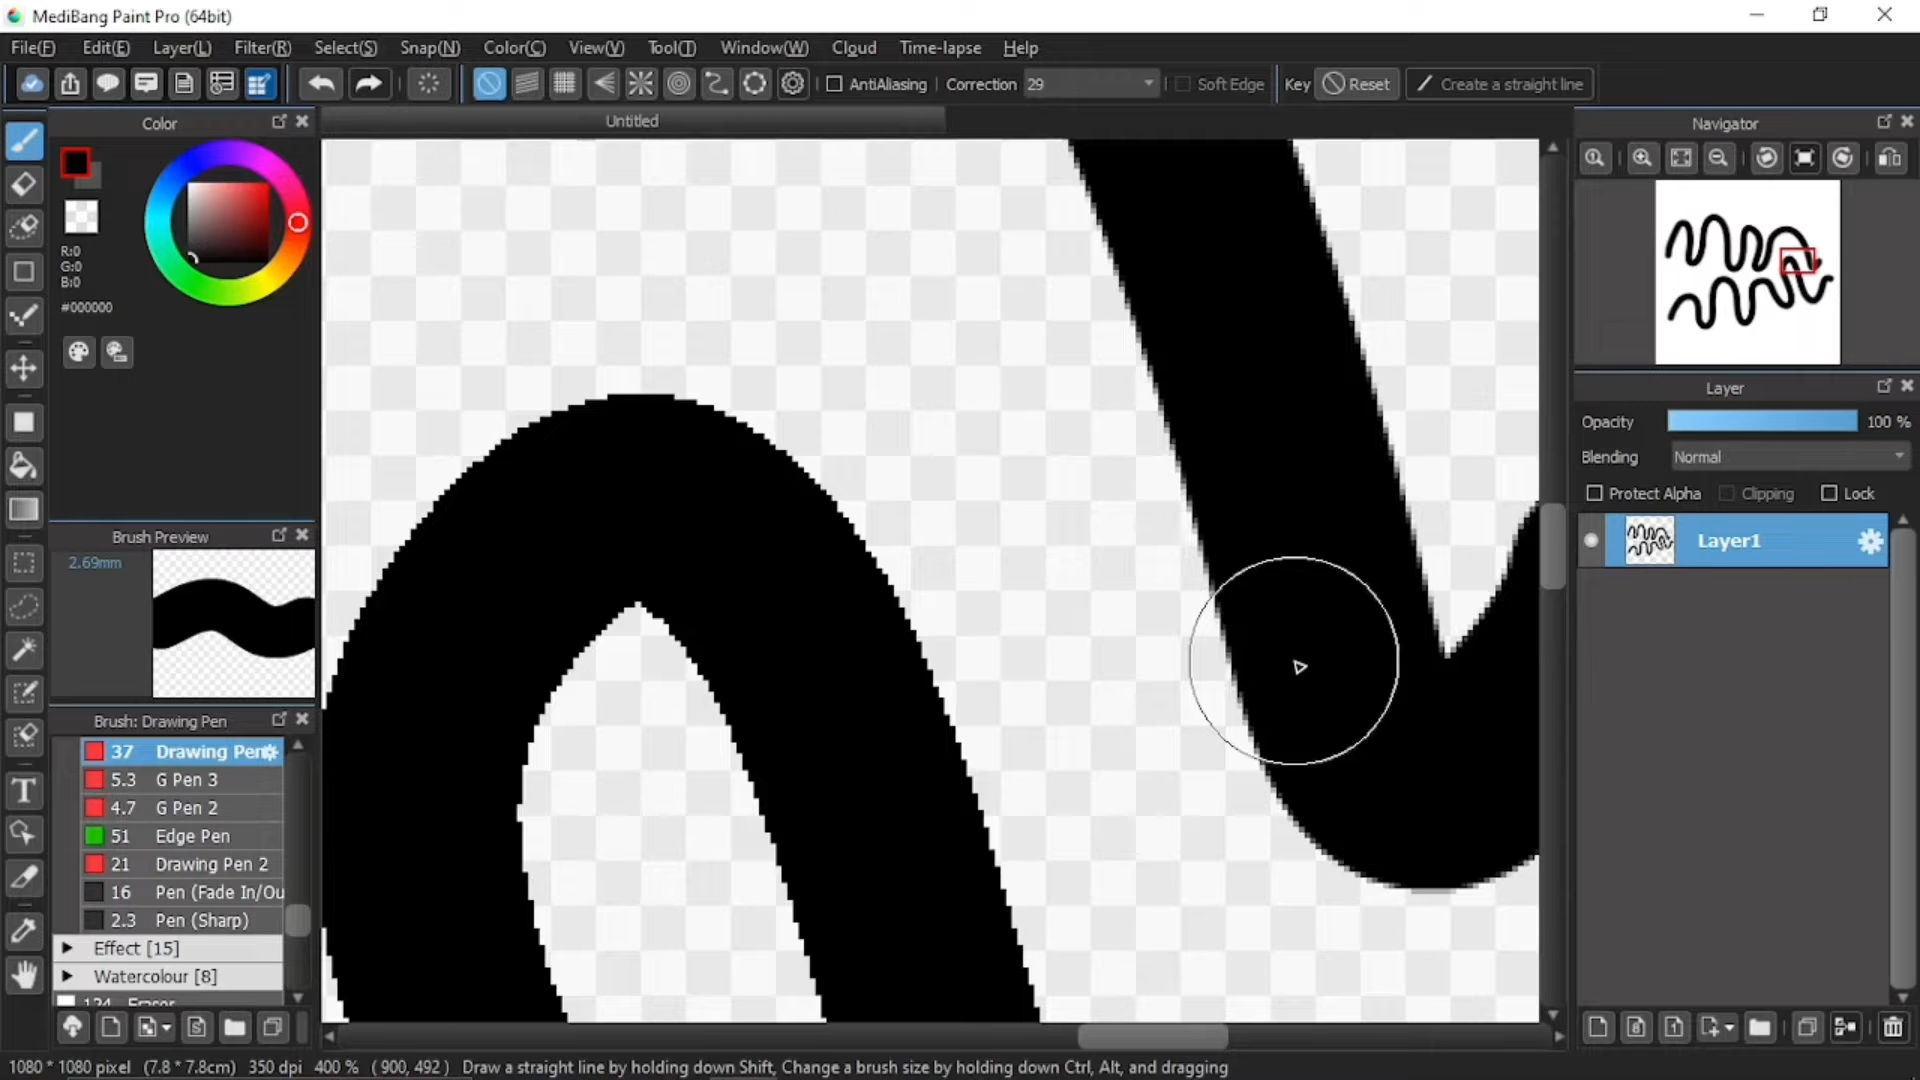 MediBang Paint Pro (64bit)
File(F) Edit(E) Layer(L) Filter(R) Select(S) Snap(N) Color(C) View(V) Tool(T) Window(W) Cloud Time-lapse Help
AntiAliasing Correction 29 Soft Edge Key Reset Create a straight line
Color
R:0
G:0
B:0
#000000
Brush Preview
2.69mm
Brush: Drawing Pen
37 Drawing Pen
5.3 G Pen 3
4.7 G Pen 2
51 Edge Pen
21 Drawing Pen 2
16 Pen (Fade In/Ou
2.3 Pen (Sharp)
Effect [15]
Watercolour [8]
124 Eraser
Untitled
Navigator
Layer
Opacity 100 %
Blending Normal
Protect Alpha Clipping Lock
Layer1
1080 * 1080 pixel (7.8 * 7.8cm) 350 dpi 400 % ( 900, 492 ) Draw a straight line by holding down Shift, Change a brush size by holding down Ctrl, Alt, and dragging